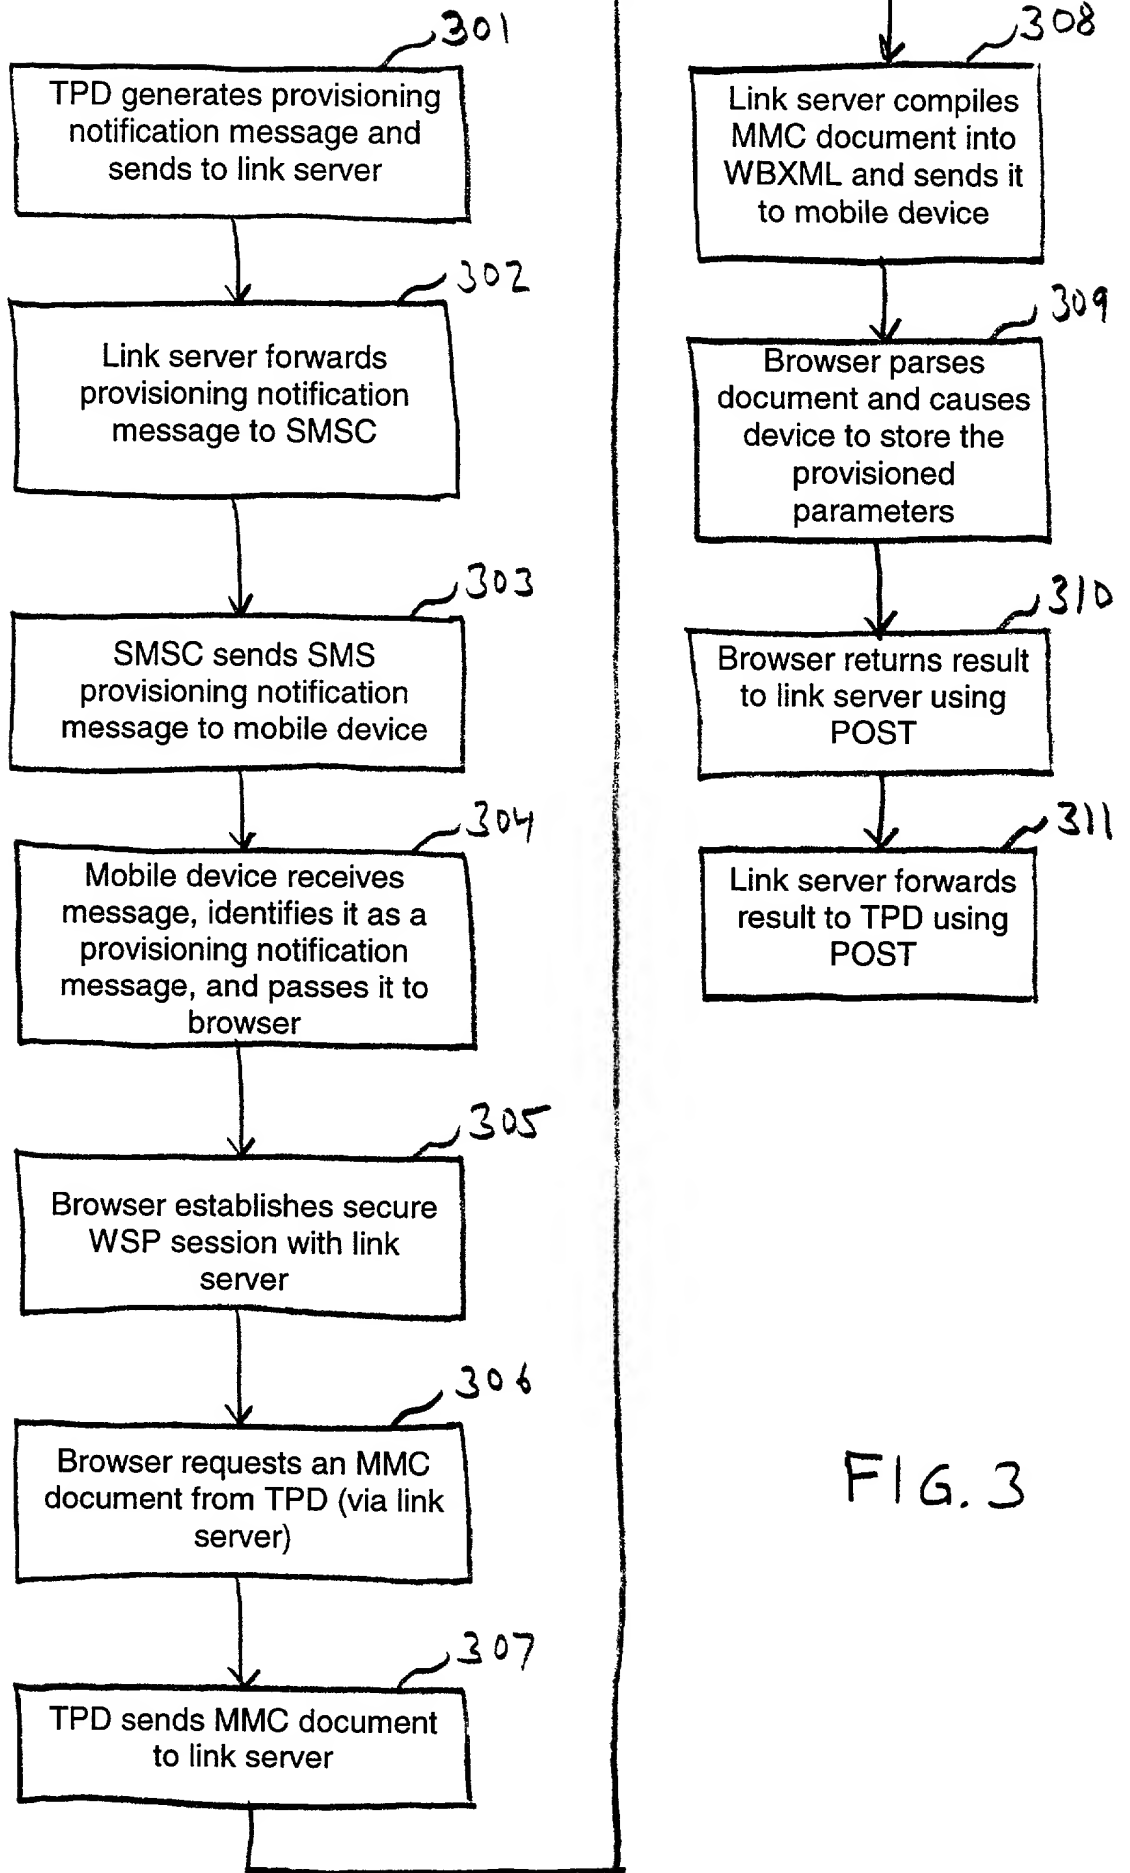 301
TPD generates provisioning
notification message and
sends to link server
302
Link server forwards
provisioning notification
message to SMSC
303
SMSC sends SMS
provisioning notification
message to mobile device
304
Mobile device receives
message, identifies it as a
provisioning notification
message, and passes it to
browser
305
Browser establishes secure
WSP session with link
server
306
Browser requests an MMC
document from TPD (via link
server)
307
TPD sends MMC document
to link server
308
Link server compiles
MMC document into
WBXML and sends it
to mobile device
309
Browser parses
document and causes
device to store the
provisioned
parameters
310
Browser returns result
to link server using
POST
311
Link server forwards
result to TPD using
POST
FIG. 3